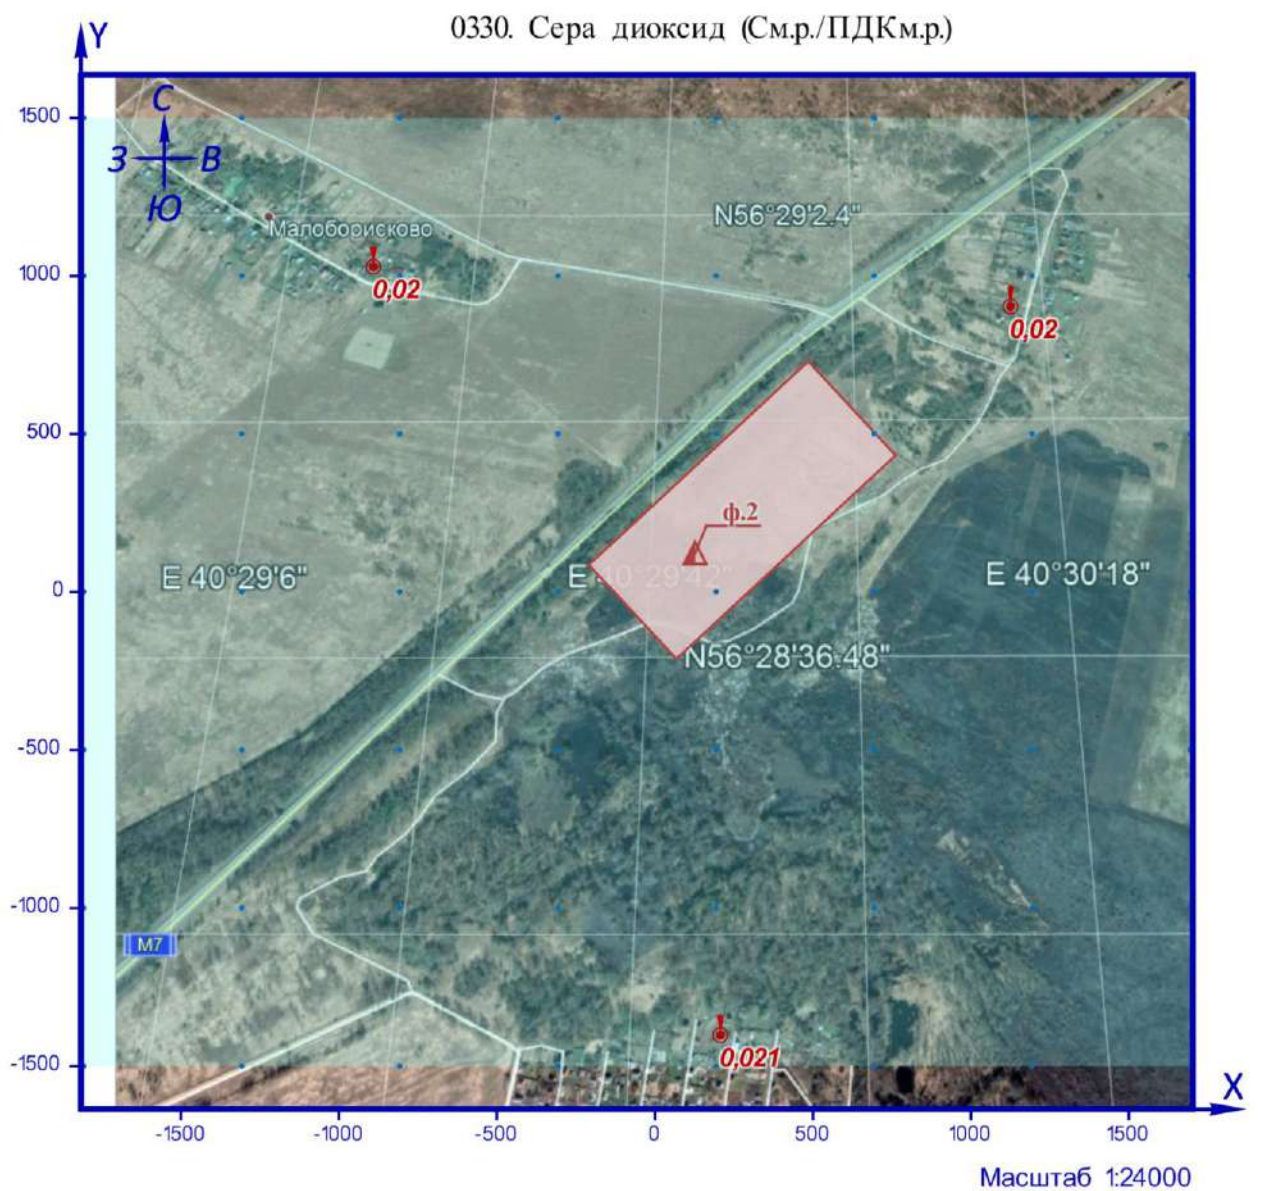 0330. Сера диоксид (См.р./ПДКм.р.)
Y
1500
С
З В
Ю
Малоборисково
N56°29'2.4"
1000
0,02
0,02
500
ф.2
E 40°29'6"
E 40°29'42"
E 40°30'18"
0
N56°28'36.48"
-500
-1000
М7
0,021
-1500
X
-1500 -1000 -500 0 500 1000 1500
Масштаб 1:24000